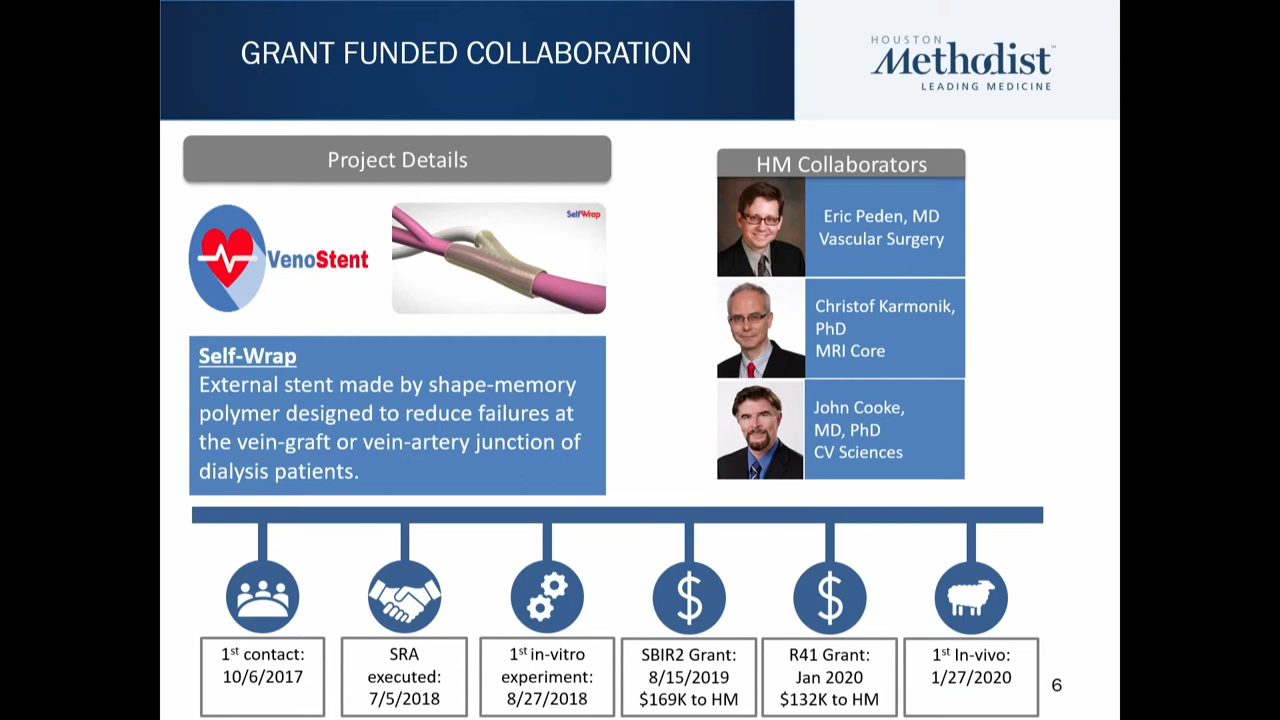 GRANT FUNDED COLLABORATION
HOUSTON
Methodist
LEADING MEDICINE
Project Details
HM Collaborators
VenoStent
SelfWrap
Eric Peden, MD
Vascular Surgery
Christof Karmonik,
PhD
MRI Core
John Cooke,
MD, PhD
CV Sciences
Self-Wrap
External stent made by shape-memory
polymer designed to reduce failures at
the vein-graft or vein-artery junction of
dialysis patients.
1st contact:
10/6/2017
SRA
executed:
7/5/2018
1st in-vitro
experiment:
8/27/2018
SBIR2 Grant:
8/15/2019
$169K to HM
R41 Grant:
Jan 2020
$132K to HM
1st In-vivo:
1/27/2020
6